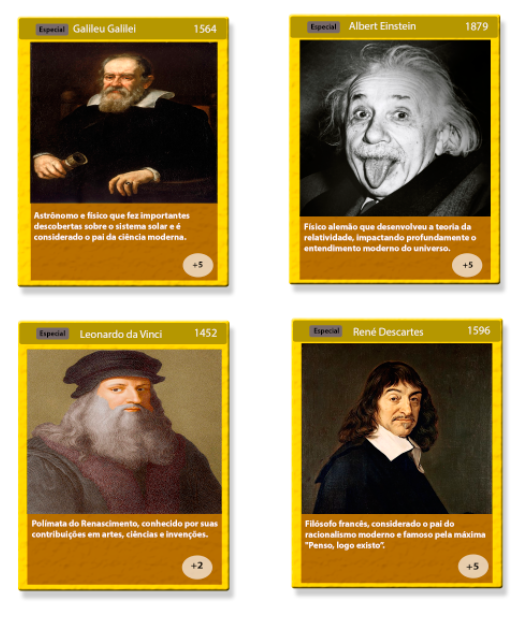 Especial Galileu Galilei 1564
Astrônomo e físico que fez importantes
descobertas sobre o sistema solar e é
considerado o pai da ciência moderna.
+5
Especial Albert Einstein 1879
Físico alemão que desenvolveu a teoria da
relatividade, impactando profundamente o
entendimento moderno do universo.
+5
Especial Leonardo da Vinci 1452
Polímata do Renascimento, conhecido por suas
contribuições em artes, ciências e invenções.
+2
Especial René Descartes 1596
Filósofo francês, considerado o pai do
racionalismo moderno e famoso pela máxima
"Penso, logo existo".
+5